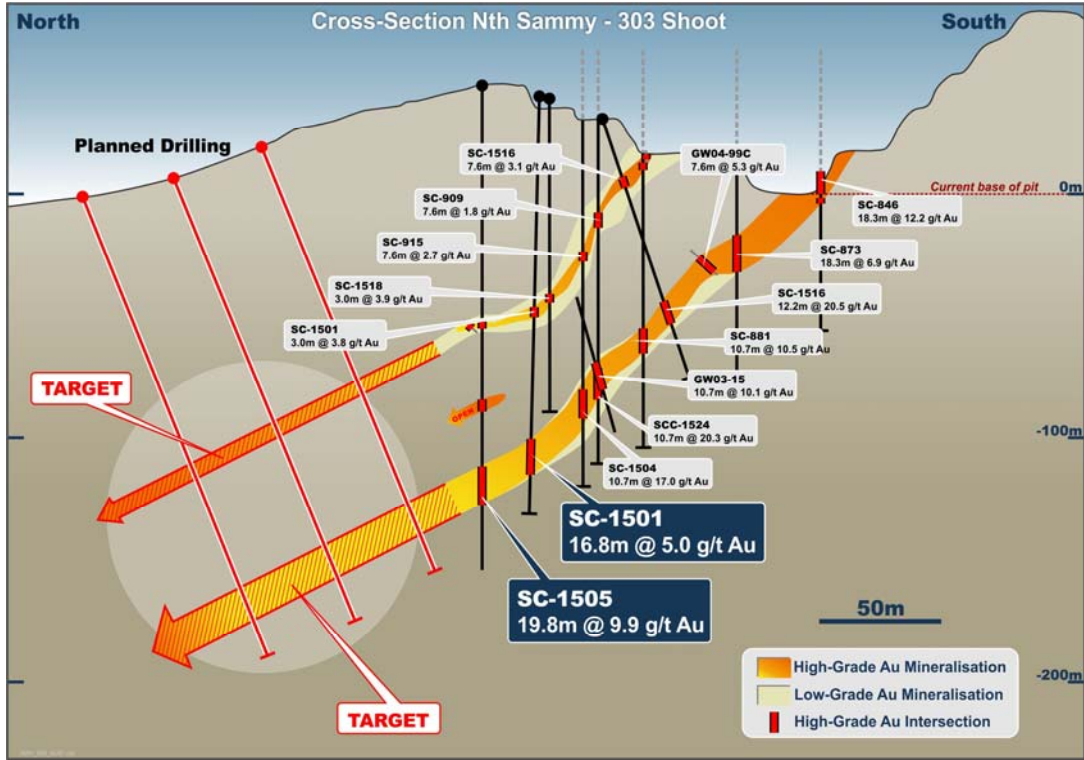 North
Cross-Section Nth Sammy - 303 Shoot
South
Planned Drilling
SC-1516
7.6m @ 3.1 g/t Au
GW04-99C
7.6m @ 5.3 g/t Au
0m
Current base of pit
SC-909
7.6m @ 1.8 g/t Au
SC-846
18.3m @ 12.2 g/t Au
SC-915
7.6m @ 2.7 g/t Au
SC-873
18.3m @ 6.9 g/t Au
SC-1518
3.0m @ 3.9 g/t Au
SC-1516
12.2m @ 20.5 g/t Au
SC-1501
3.0m @ 3.8 g/t Au
SC-881
10.7m @ 10.5 g/t Au
TARGET
GW03-15
10.7m @ 10.1 g/t Au
OPEN
SCC-1524
10.7m @ 20.3 g/t Au
-100m
SC-1504
10.7m @ 17.0 g/t Au
SC-1501
16.8m @ 5.0 g/t Au
SC-1505
19.8m @ 9.9 g/t Au
50m
TARGET
High-Grade Au Mineralisation
Low-Grade Au Mineralisation
High-Grade Au Intersection
-200m